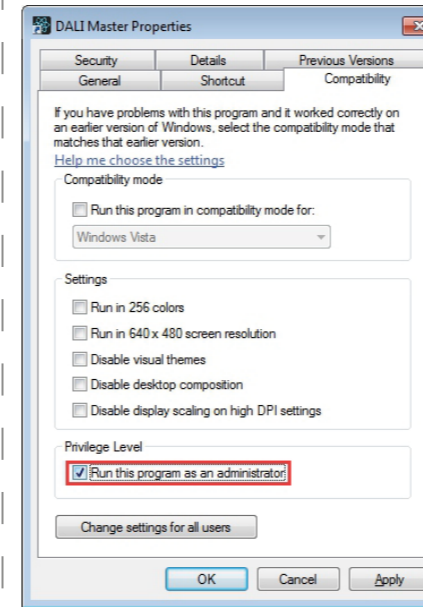 DALI Master Properties
Security Details Previous Versions
General Shortcut Compatibility
If you have problems with this program and it worked correctly on
an earlier version of Windows, select the compatibility mode that
matches that earlier version.
Help me choose the settings
Compatibility mode
Run this program in compatibility mode for:
Windows Vista
Settings
Run in 256 colors
Run in 640 x 480 screen resolution
Disable visual themes
Disable desktop composition
Disable display scaling on high DPI settings
Privilege Level
Run this program as an administrator
Change settings for all users
OK Cancel Apply